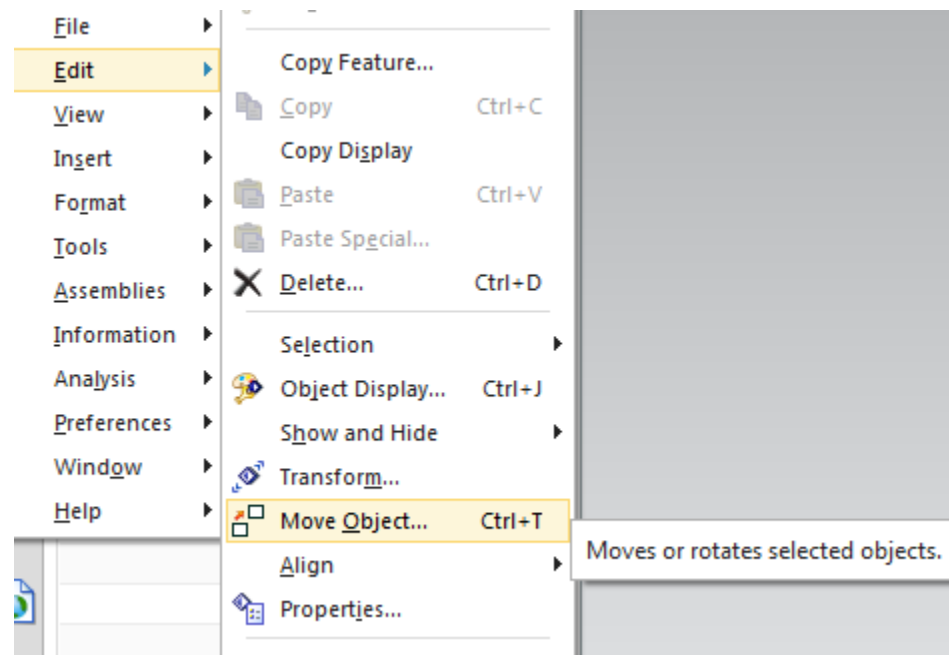 File
Edit
View
Insert
Format
Tools
Assemblies
Information
Analysis
Preferences
Window
Help
Copy Feature...
Copy Ctrl+C
Copy Display
Paste Ctrl+V
Paste Special...
Delete... Ctrl+D
Selection
Object Display... Ctrl+J
Show and Hide
Transform...
Move Object... Ctrl+T
Align
Properties...
Moves or rotates selected objects.